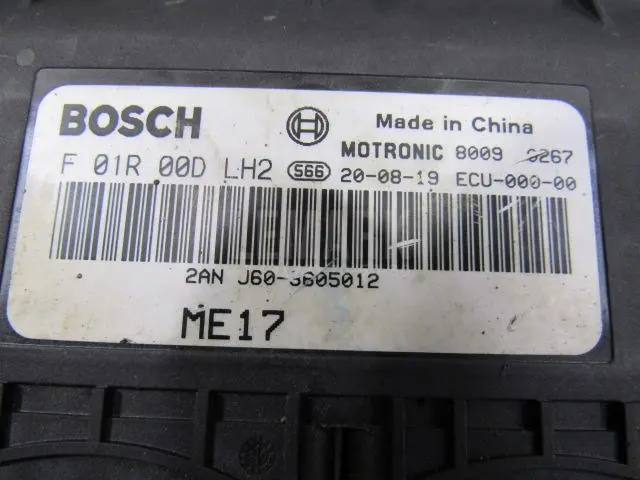 BOSCH
Made in China
MOTRONIC 8009
F 01R 00D LH2 S66 20-08-19 ECU-000-00
2AN J60-3605012
ME17